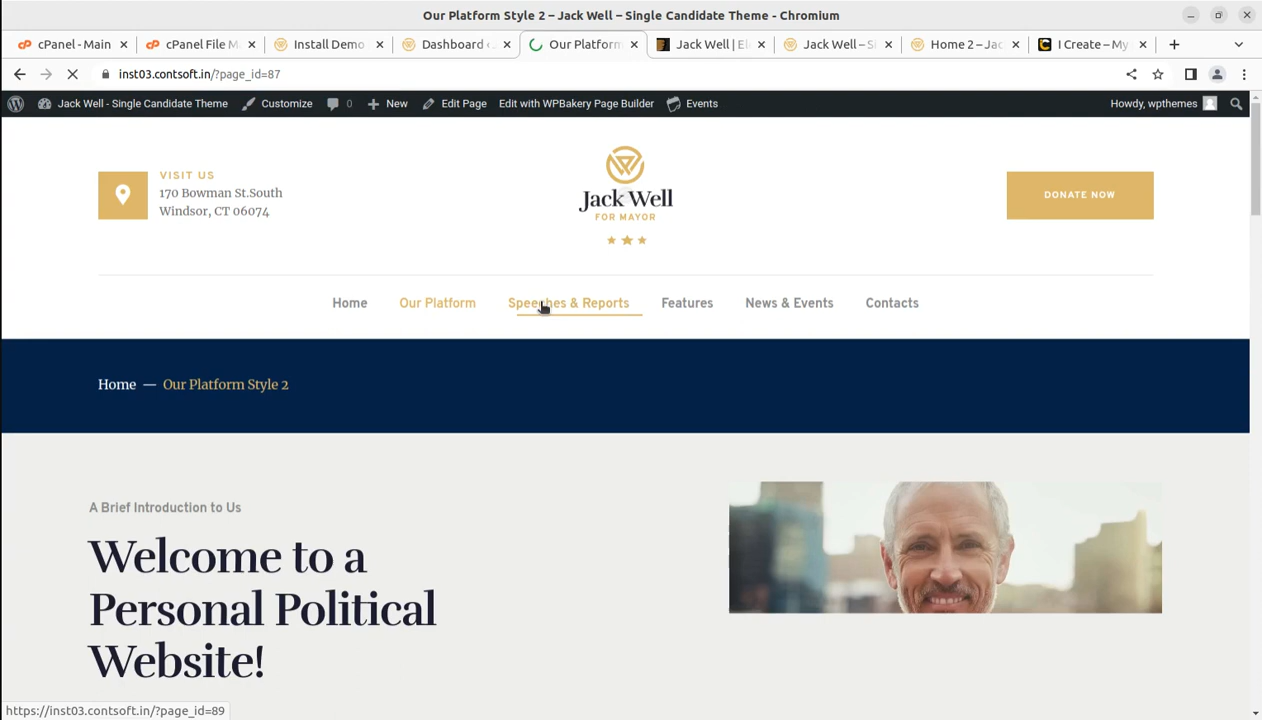 Our Platform Style 2 – Jack Well – Single Candidate Theme - Chromium
cPanel - Main
cPanel File M
Install Demo
Dashboard
Our Platform
Jack Well | El
Jack Well – S
Home 2 – Jac
I Create – My
inst03.contsoft.in/?page_id=87
Jack Well - Single Candidate Theme
Customize
0
New
Edit Page
Edit with WPBakery Page Builder
Events
Howdy, wpthemes
VISIT US
170 Bowman St.South
Windsor, CT 06074
Jack Well
FOR MAYOR
DONATE NOW
Home
Our Platform
Speeches & Reports
Features
News & Events
Contacts
Home — Our Platform Style 2
A Brief Introduction to Us
Welcome to a
Personal Political
Website!
https://inst03.contsoft.in/?page_id=89